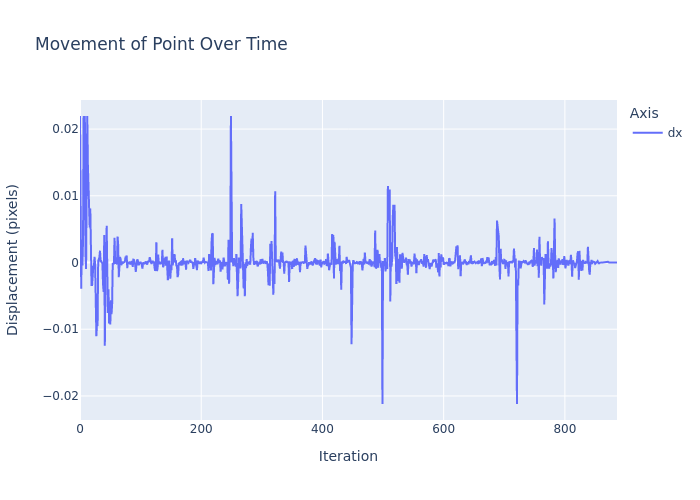 Movement of Point Over Time
Axis
dx
Displacement (pixels)
0.02
0.01
0
−0.01
−0.02
0
200
400
600
800
Iteration